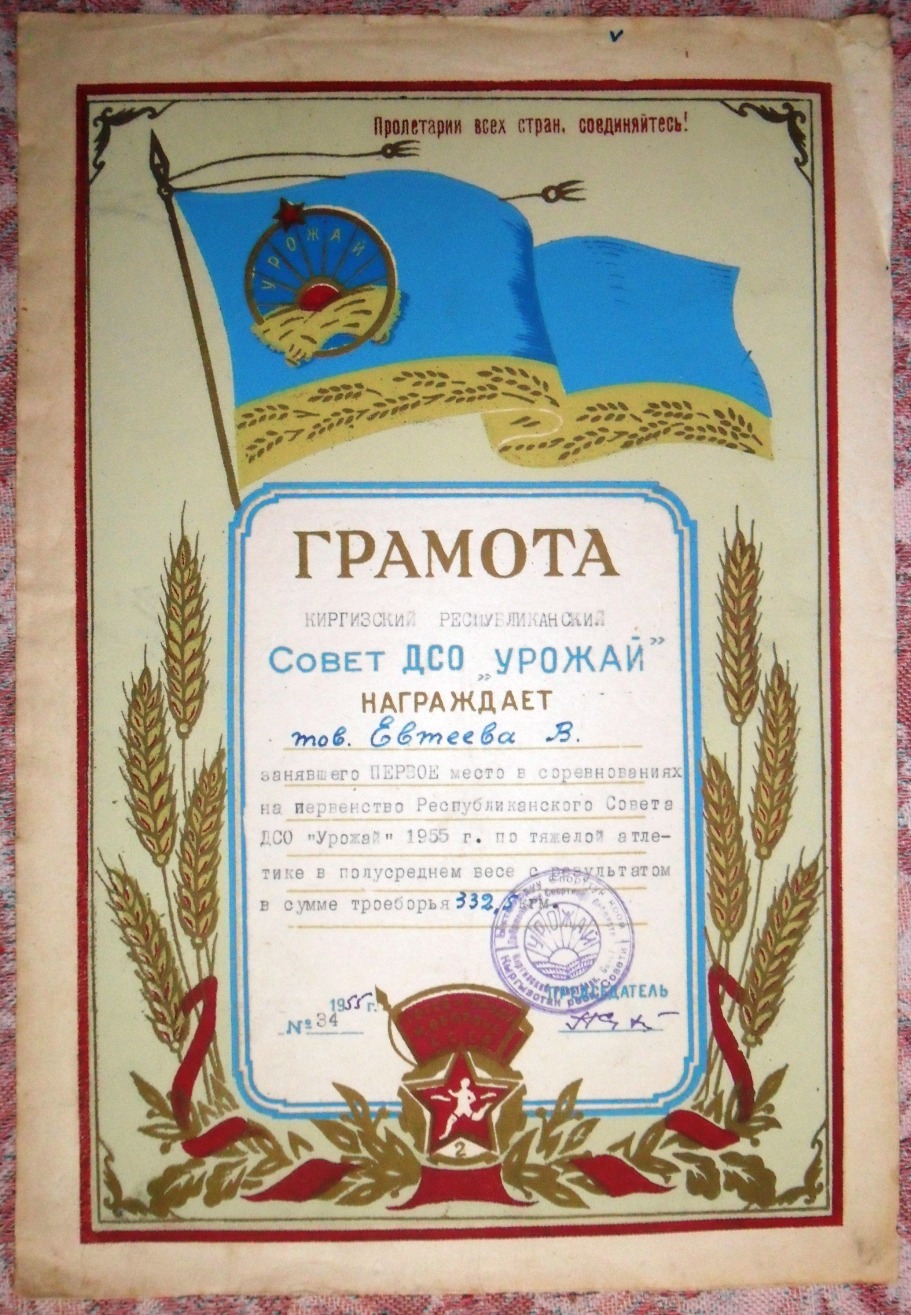 Пролетарии всех стран, соединяйтесь!
УРОЖАЙ
ГРАМОТА
КИРГИЗСКИЙ РЕСПУБЛИКАНСКИЙ
СОВЕТ ДСО „УРОЖАЙ"
НАГРАЖДАЕТ
тов. Евтеева В.
занявшего ПЕРВОЕ место в соревнованиях
на первенство Республиканского Совета
ДСО "Урожай" 1955 г. по тяжелой атле-
тике в полусреднем весе с результатом
в сумме троеборья 332,5 кгм.
УРОЖАЙ
1955 г.
ПРЕДСЕДАТЕЛЬ
№ 34
2